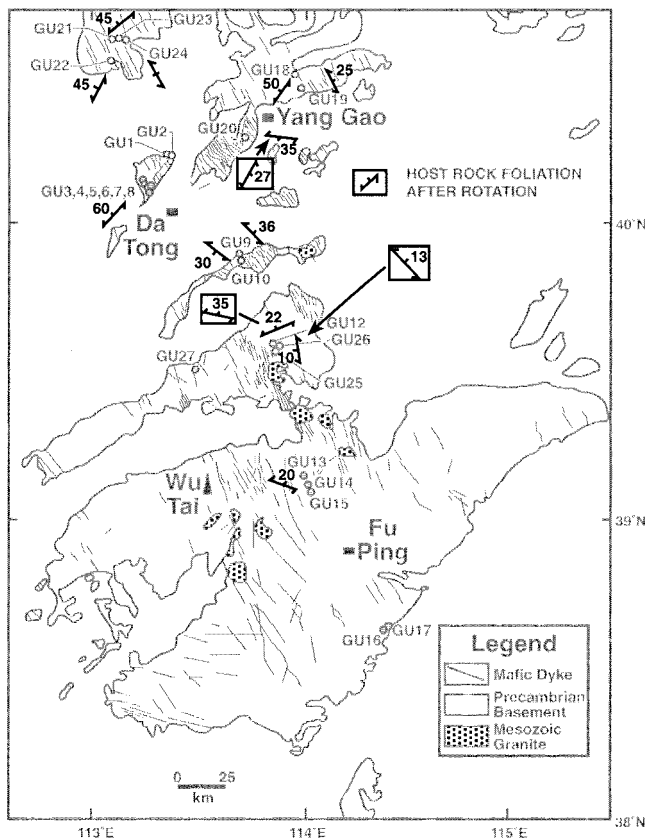 45
GU23
GU21
GU24
GU22
45
GU18
25
50
GU19
Yang Gao
GU20
GU2
GU1
35
27
HOST ROCK FOLIATION
AFTER ROTATION
GU3,4,5,6,7,8
60
Da
Tong
40°N
36
GU9
30
GU10
13
35
22
GU12
GU26
GU27
10
GU25
GU13
20
GU14
GU15
Wu
Tai
39°N
Fu
Ping
GU16
GU17
Legend
Mafic Dyke
Precambrian
Basement
Mesozoic
Granite
0 25
km
38°N
113°E
114°E
115°E